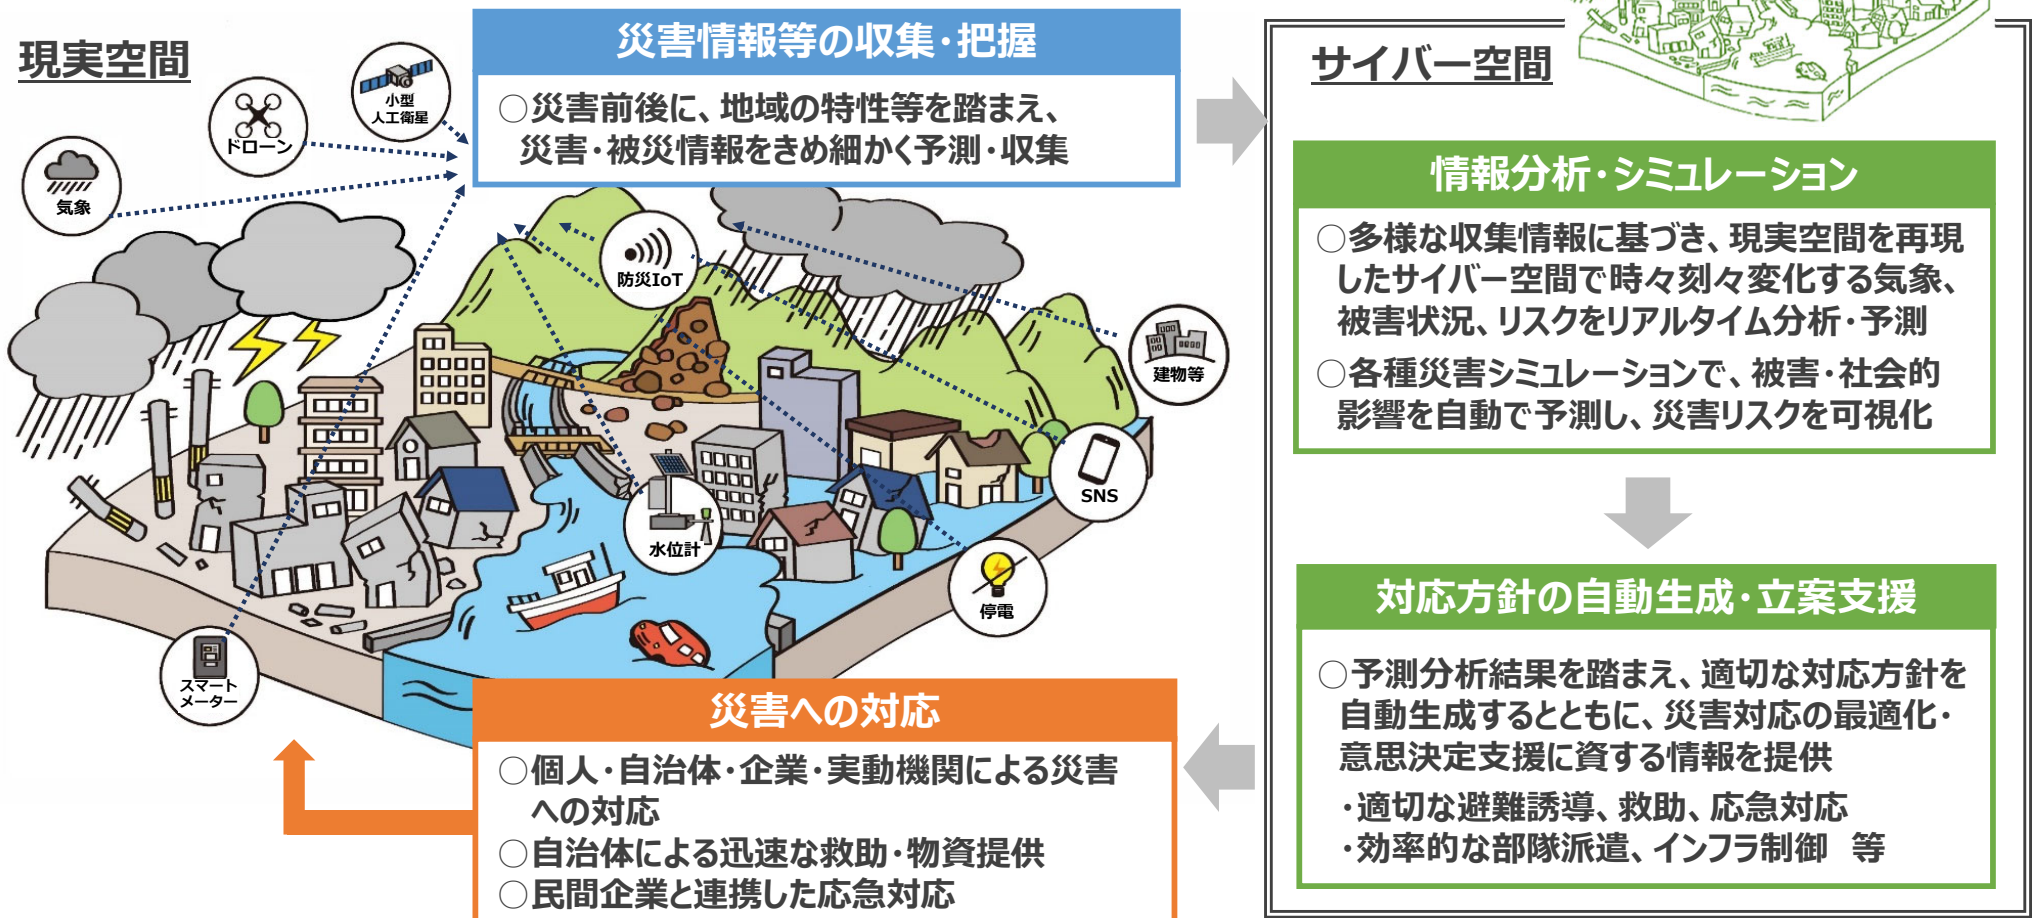 現実空間
小型
人工衛星
ドローン
気象
災害情報等の収集・把握
○災害前後に、地域の特性等を踏まえ、
災害・被災情報をきめ細かく予測・収集
防災IoT
建物等
SNS
水位計
停電
スマート
メーター
災害への対応
○個人・自治体・企業・実動機関による災害
への対応
○自治体による迅速な救助・物資提供
○民間企業と連携した応急対応
サイバー空間
情報分析・シミュレーション
○多様な収集情報に基づき、現実空間を再現
したサイバー空間で時々刻々変化する気象、
被害状況、リスクをリアルタイム分析・予測
○各種災害シミュレーションで、被害・社会的
影響を自動で予測し、災害リスクを可視化
対応方針の自動生成・立案支援
○予測分析結果を踏まえ、適切な対応方針を
自動生成するとともに、災害対応の最適化・
意思決定支援に資する情報を提供
・適切な避難誘導、救助、応急対応
・効率的な部隊派遣、インフラ制御 等